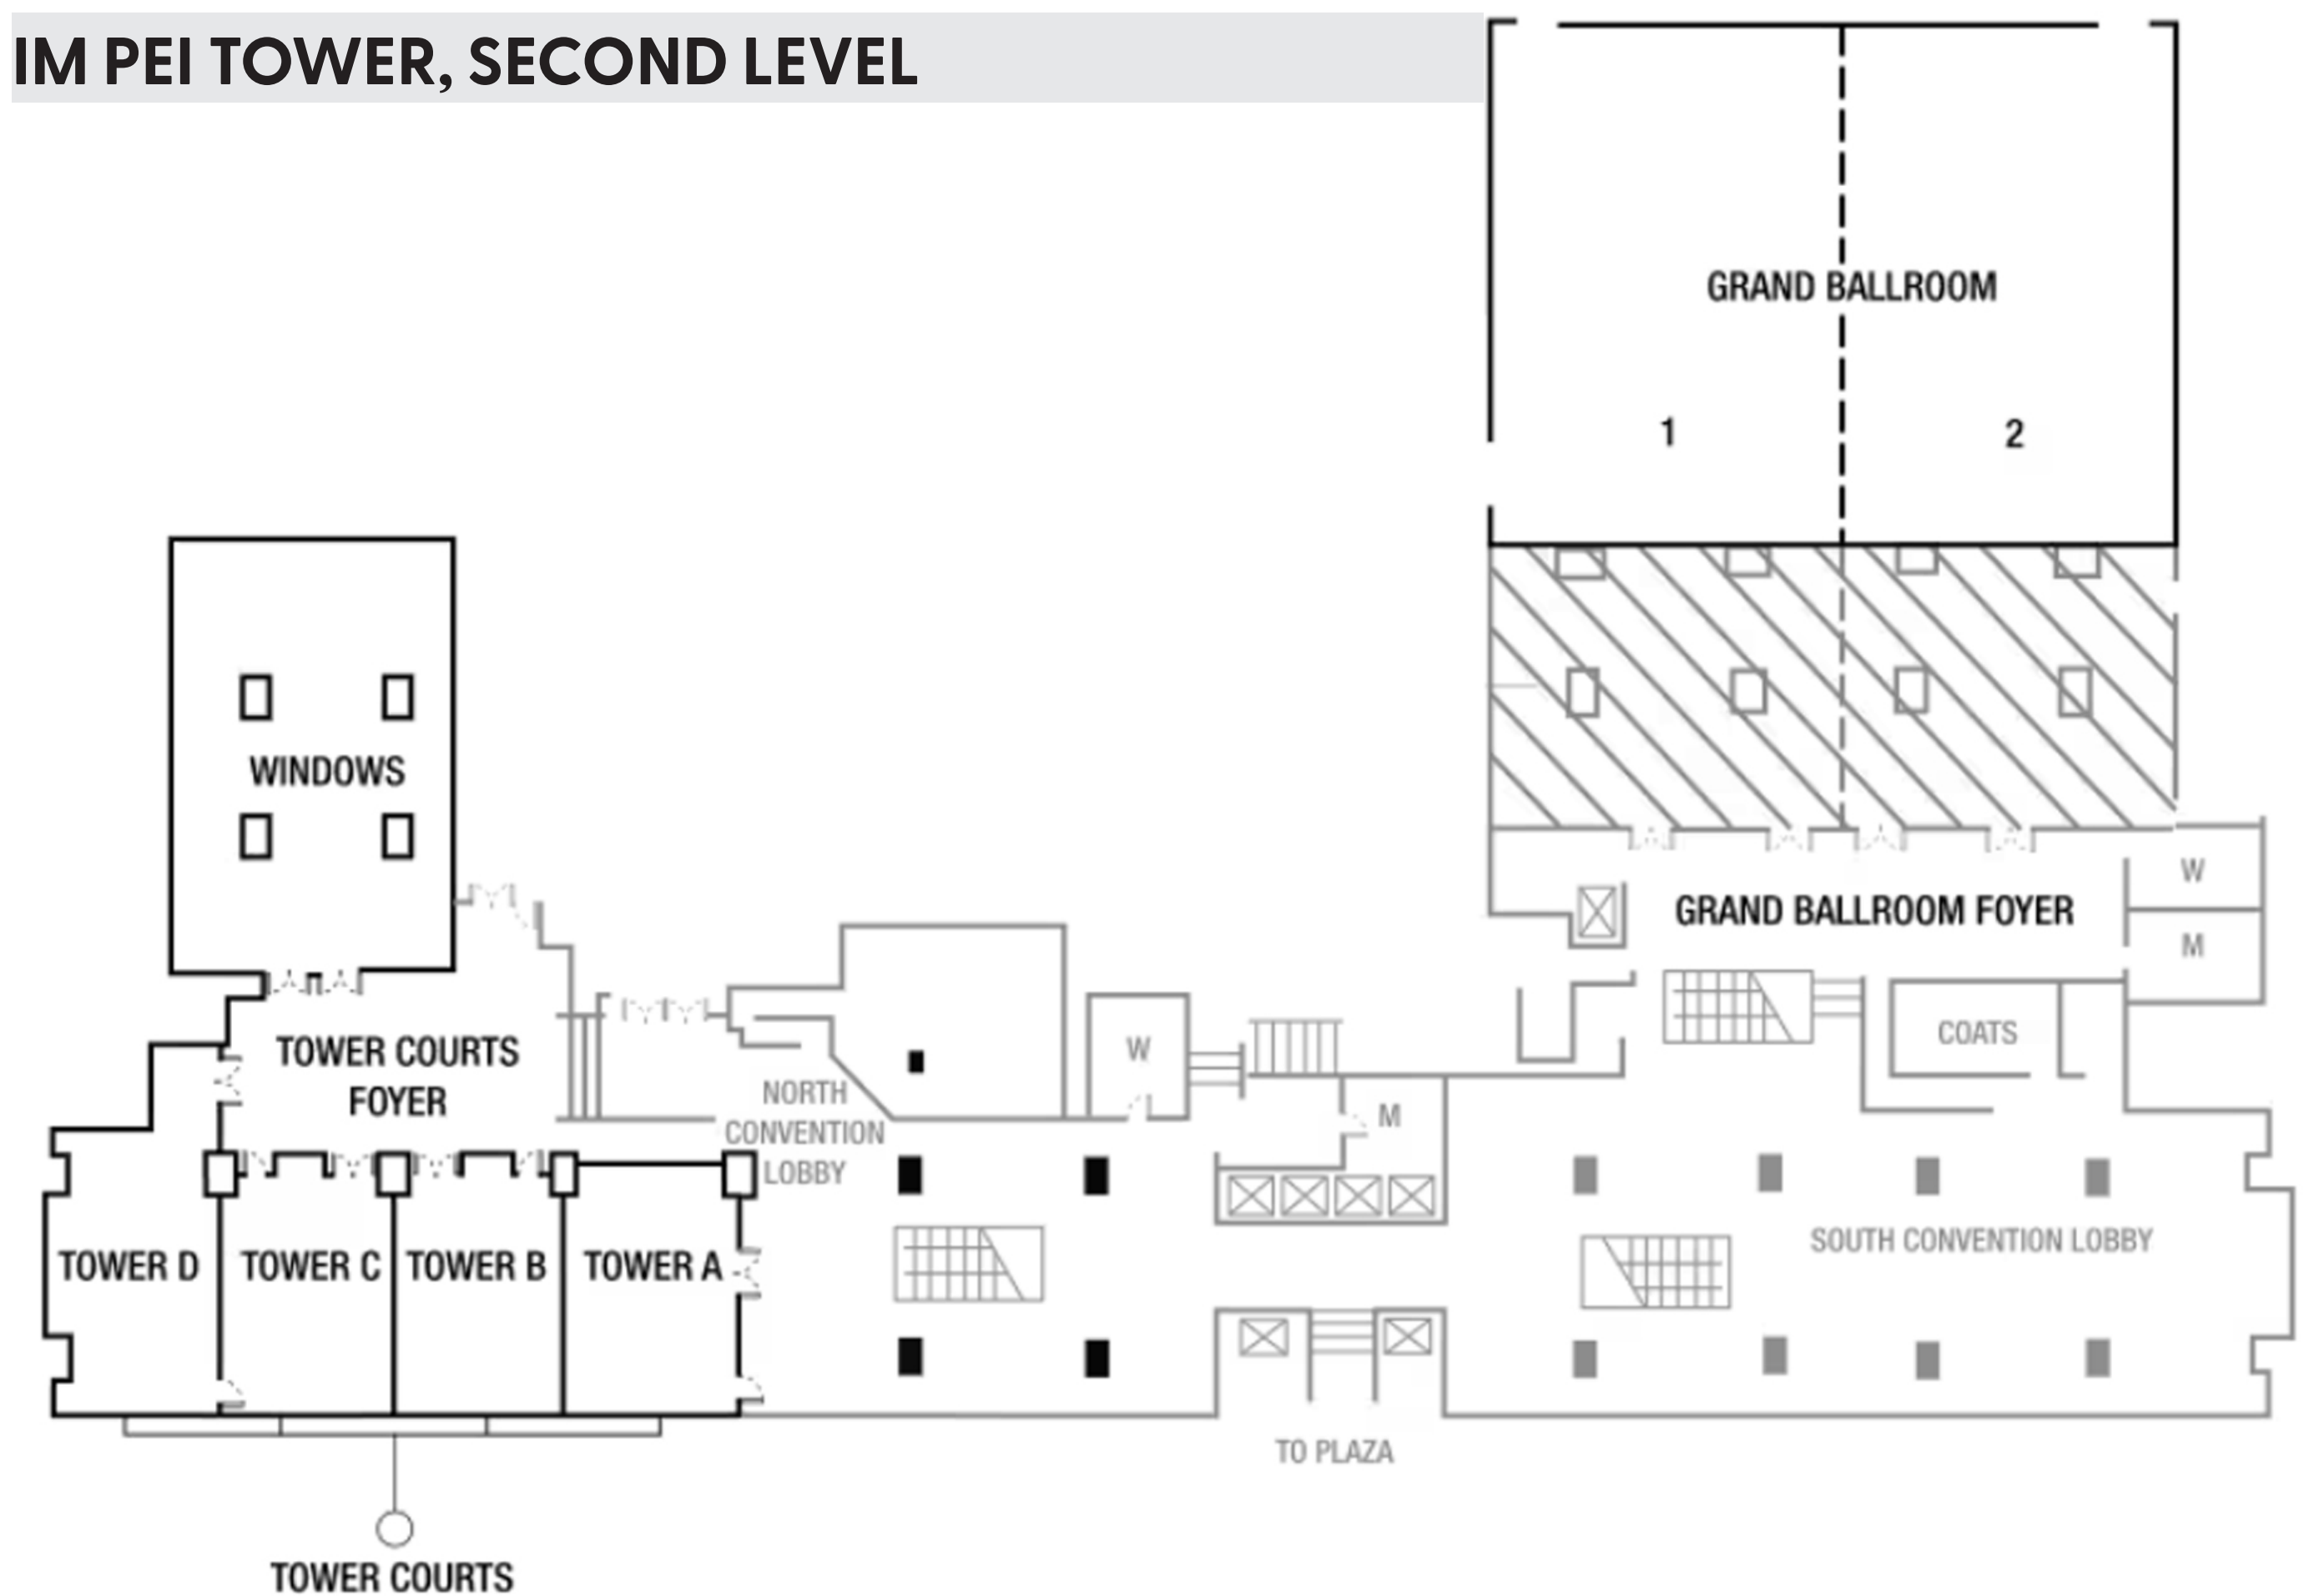 IM PEI TOWER, SECOND LEVEL
GRAND BALLROOM
1
2
WINDOWS
GRAND BALLROOM FOYER
W
M
COATS
TOWER COURTS
FOYER
W
NORTH
CONVENTION
LOBBY
M
TOWER D
TOWER C
TOWER B
TOWER A
SOUTH CONVENTION LOBBY
TO PLAZA
TOWER COURTS